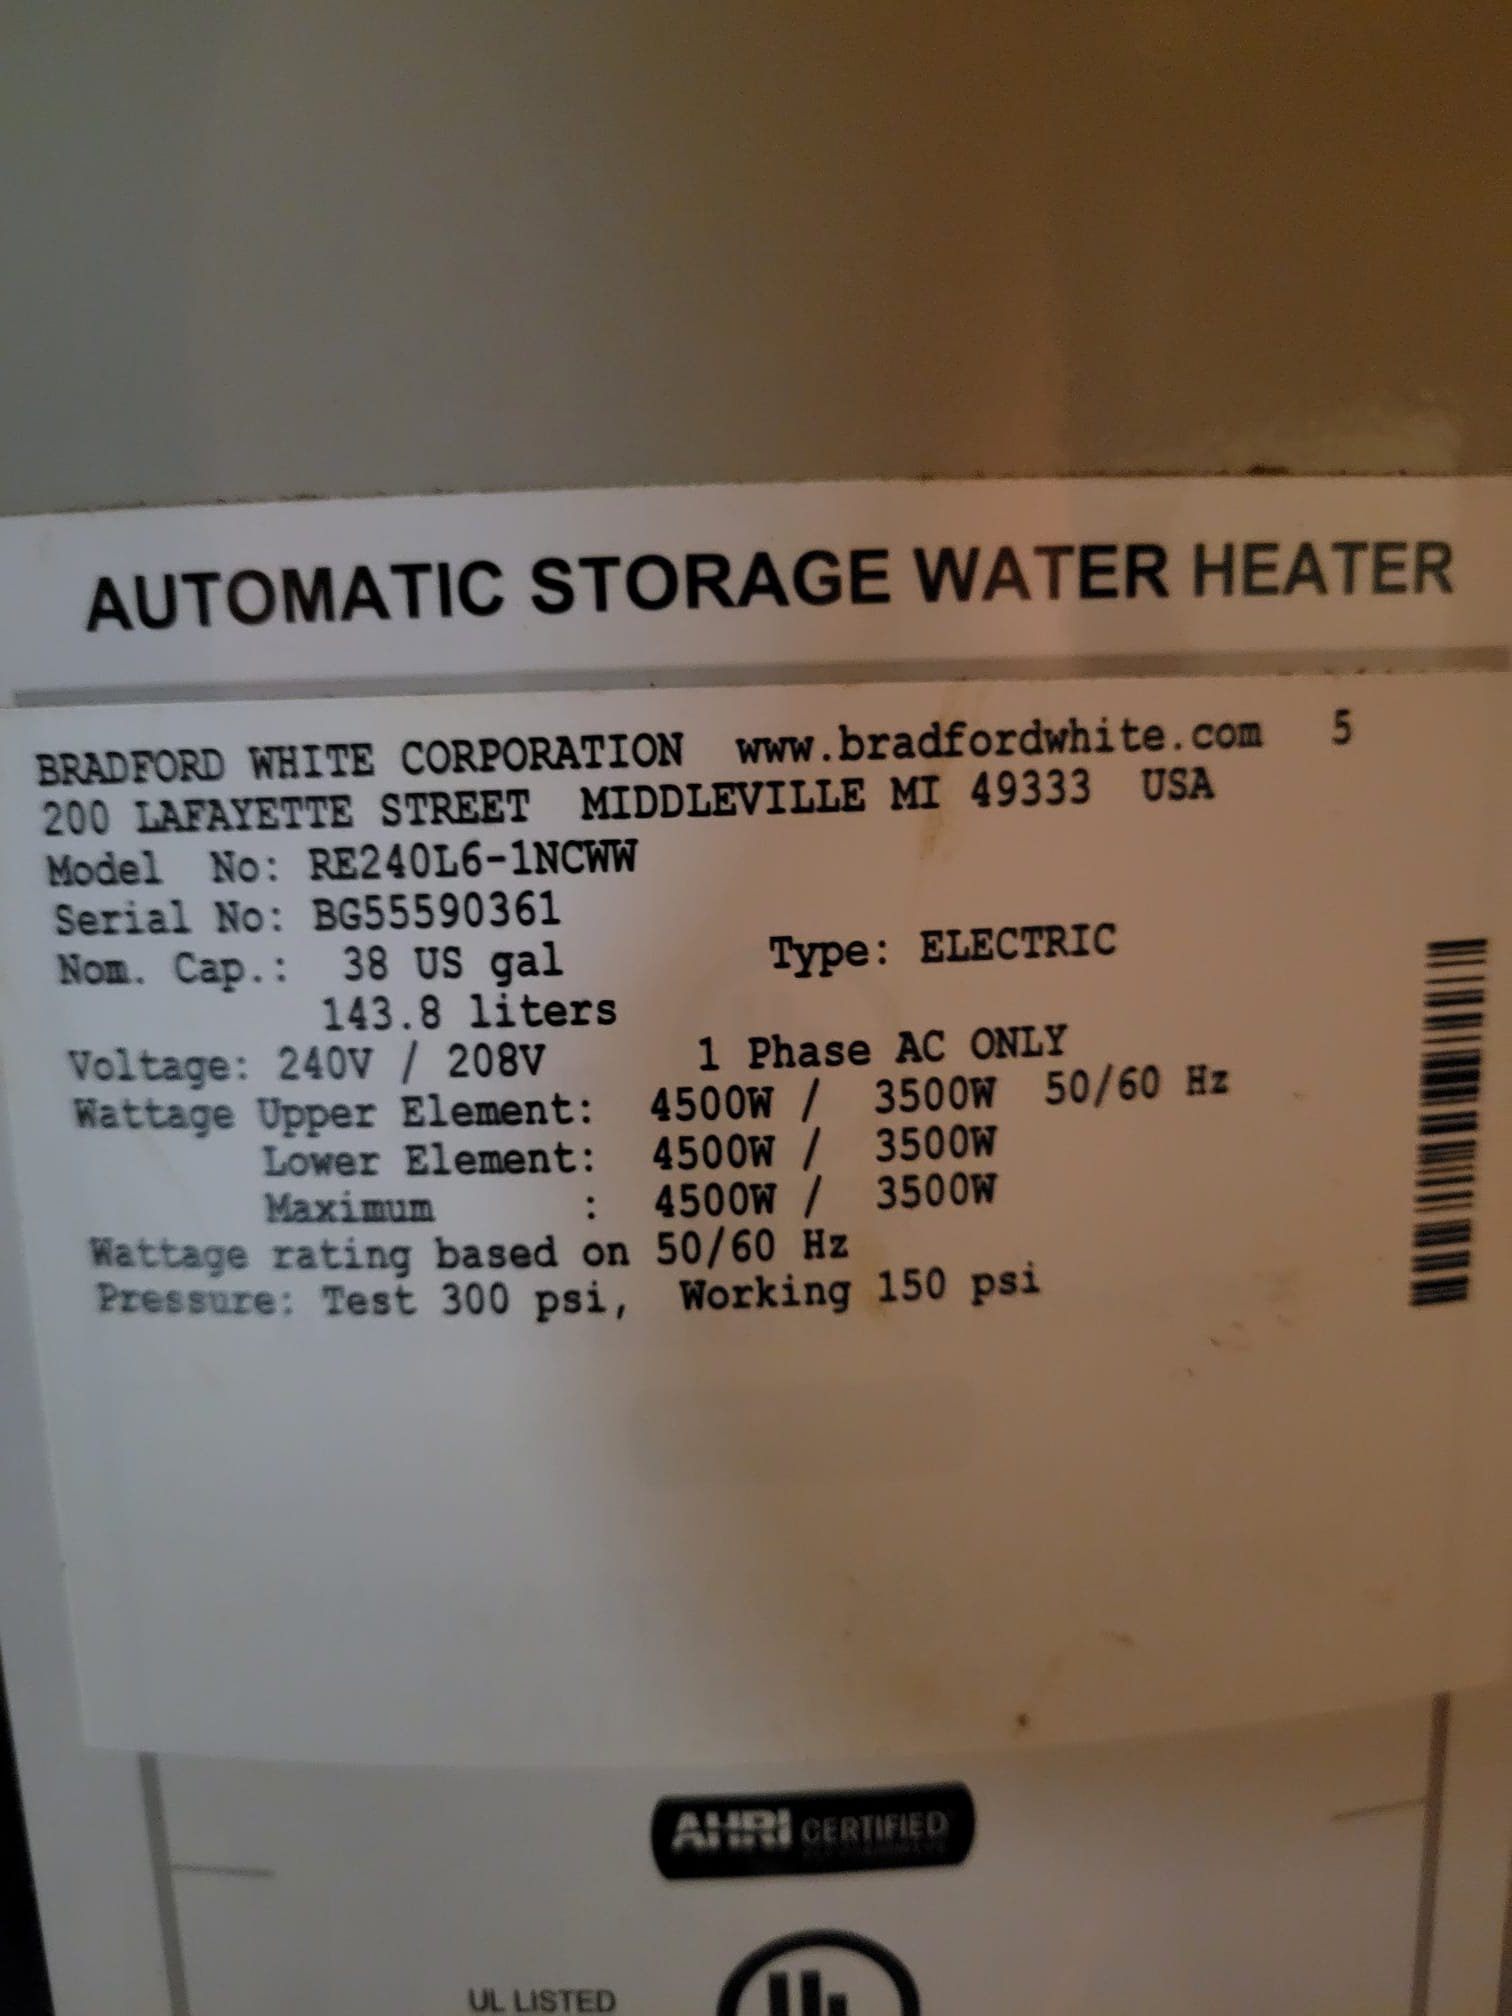 AUTOMATIC STORAGE WATER HEATER
BRADFORD WHITE CORPORATION www.bradfordwhite.com 5
200 LAFAYETTE STREET MIDDLEVILLE MI 49333 USA
Model No: RE240L6-1NCWW
Serial No: BG55590361
Nom. Cap.: 38 US gal Type: ELECTRIC
143.8 liters
Voltage: 240V / 208V 1 Phase AC ONLY
Wattage Upper Element: 4500W / 3500W 50/60 Hz
Lower Element: 4500W / 3500W
Maximum : 4500W / 3500W
Wattage rating based on 50/60 Hz
Pressure: Test 300 psi, Working 150 psi
AHRI CERTIFIED
UL LISTED
UL